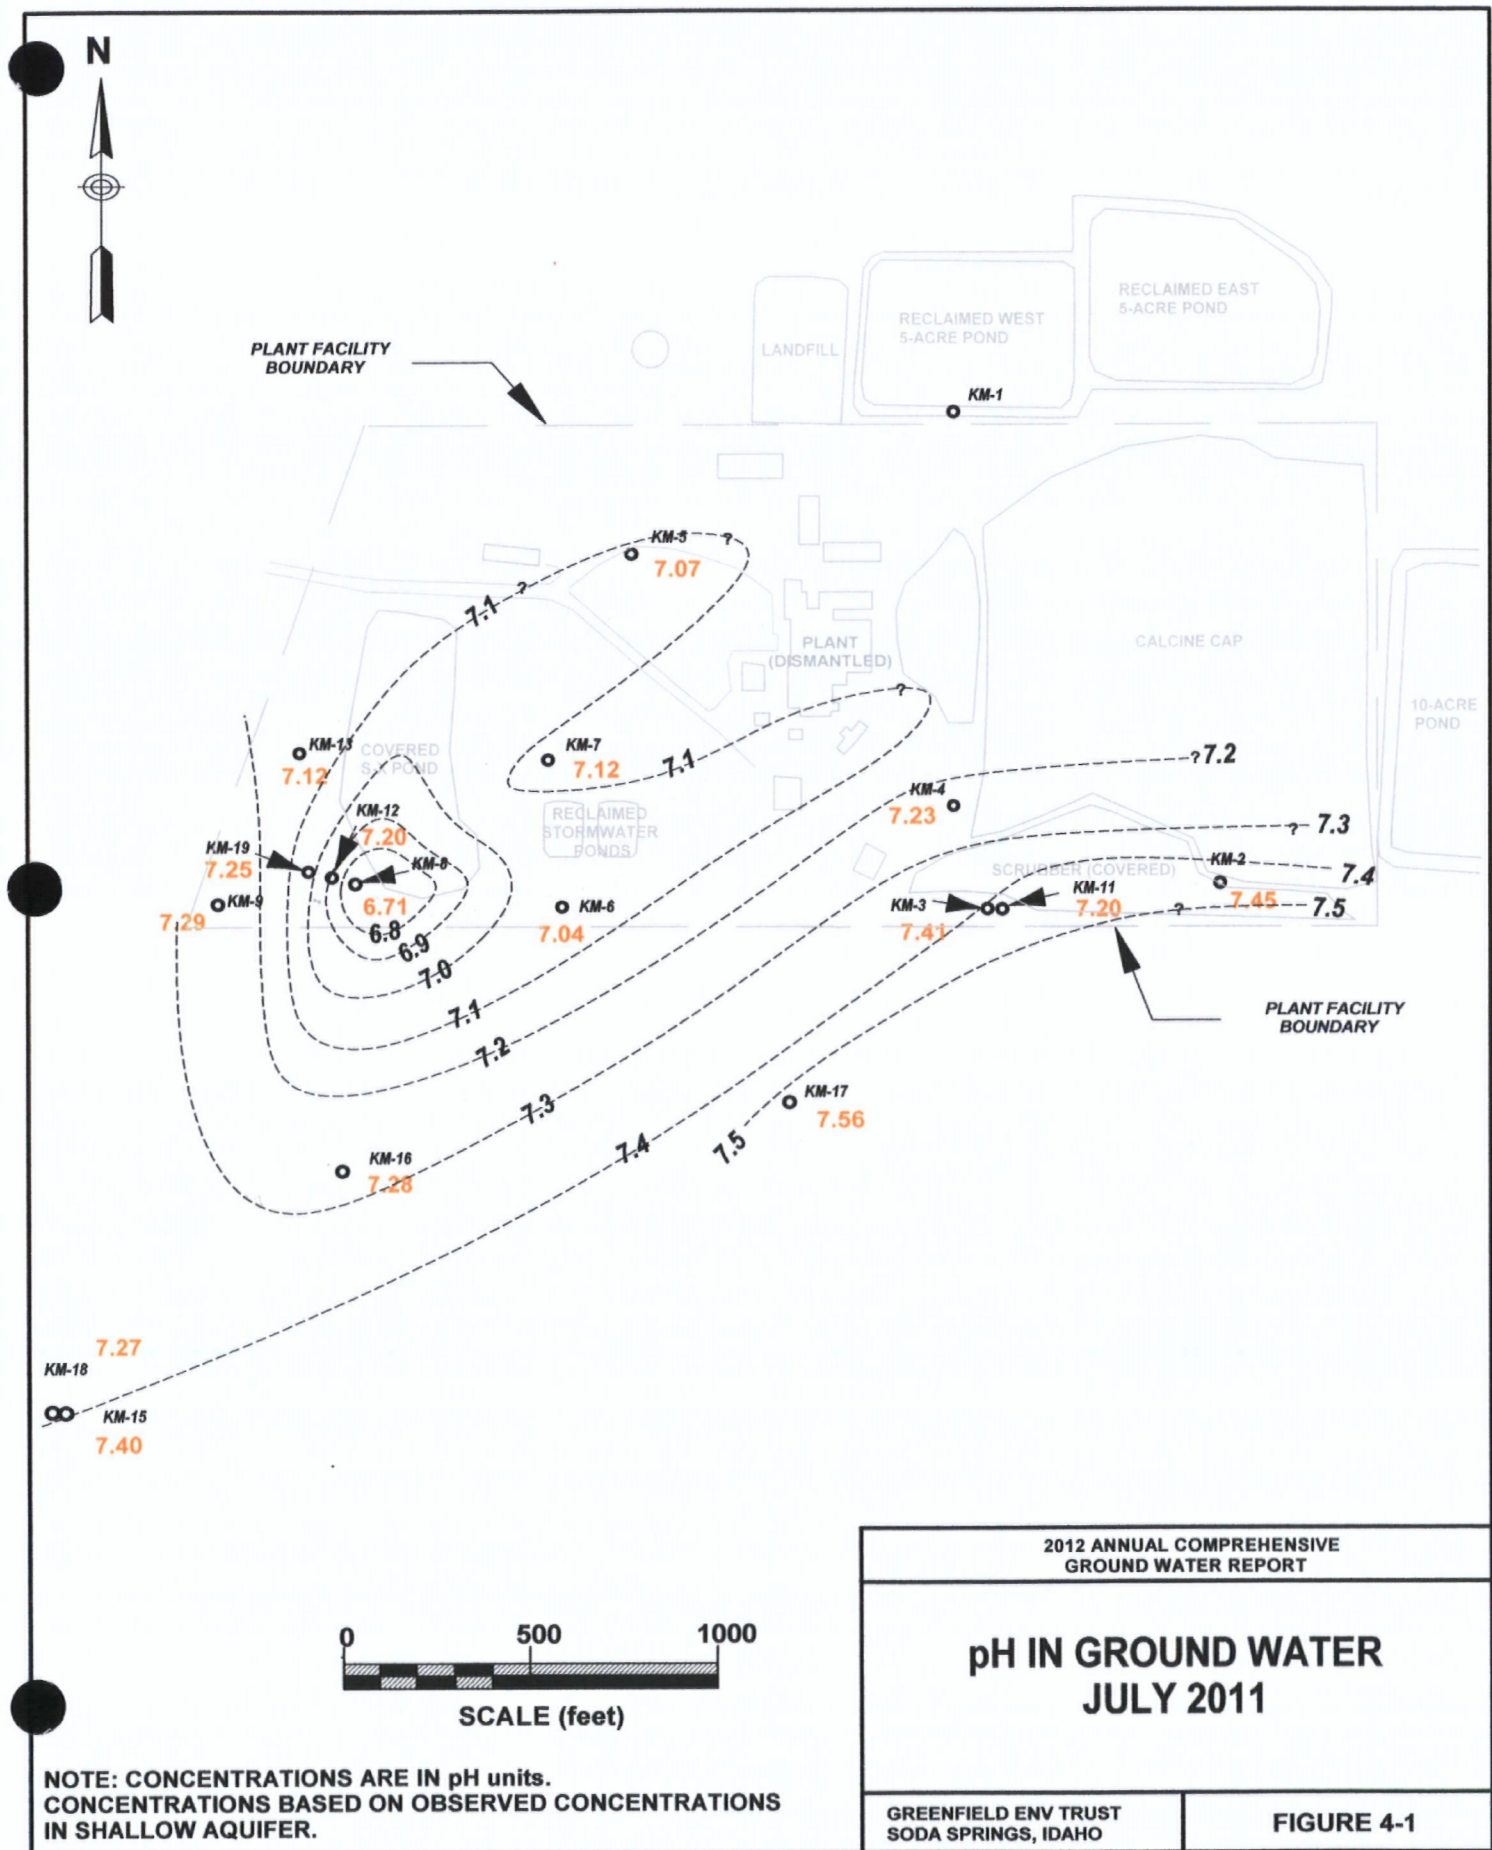 N
PLANT FACILITY
BOUNDARY
RECLAIMED EAST
5-ACRE POND
RECLAIMED WEST
5-ACRE POND
LANDFILL
KM-1
KM-5
7.07
?
?
7.1
PLANT
(DISMANTLED)
CALCINE CAP
10-ACRE
POND
?
KM-13
7.12
COVERED
S-X POND
KM-7
7.12
7.1
? 7.2
KM-4
7.23
KM-12
7.20
RECLAIMED
STORMWATER
PONDS
? 7.3
KM-19
7.25
KM-8
6.71
SCRUBBER (COVERED)
KM-2
7.45
7.4
KM-9
7.29
KM-6
7.04
KM-3
7.41
KM-11
7.20
? 7.5
6.8
6.9
7.0
7.1
7.2
7.3
7.4
7.5
PLANT FACILITY
BOUNDARY
KM-17
7.56
KM-16
7.28
7.27
KM-18
KM-15
7.40
0 500 1000
SCALE (feet)
NOTE: CONCENTRATIONS ARE IN pH units.
CONCENTRATIONS BASED ON OBSERVED CONCENTRATIONS
IN SHALLOW AQUIFER.
2012 ANNUAL COMPREHENSIVE
GROUND WATER REPORT
pH IN GROUND WATER
JULY 2011
GREENFIELD ENV TRUST
SODA SPRINGS, IDAHO
FIGURE 4-1